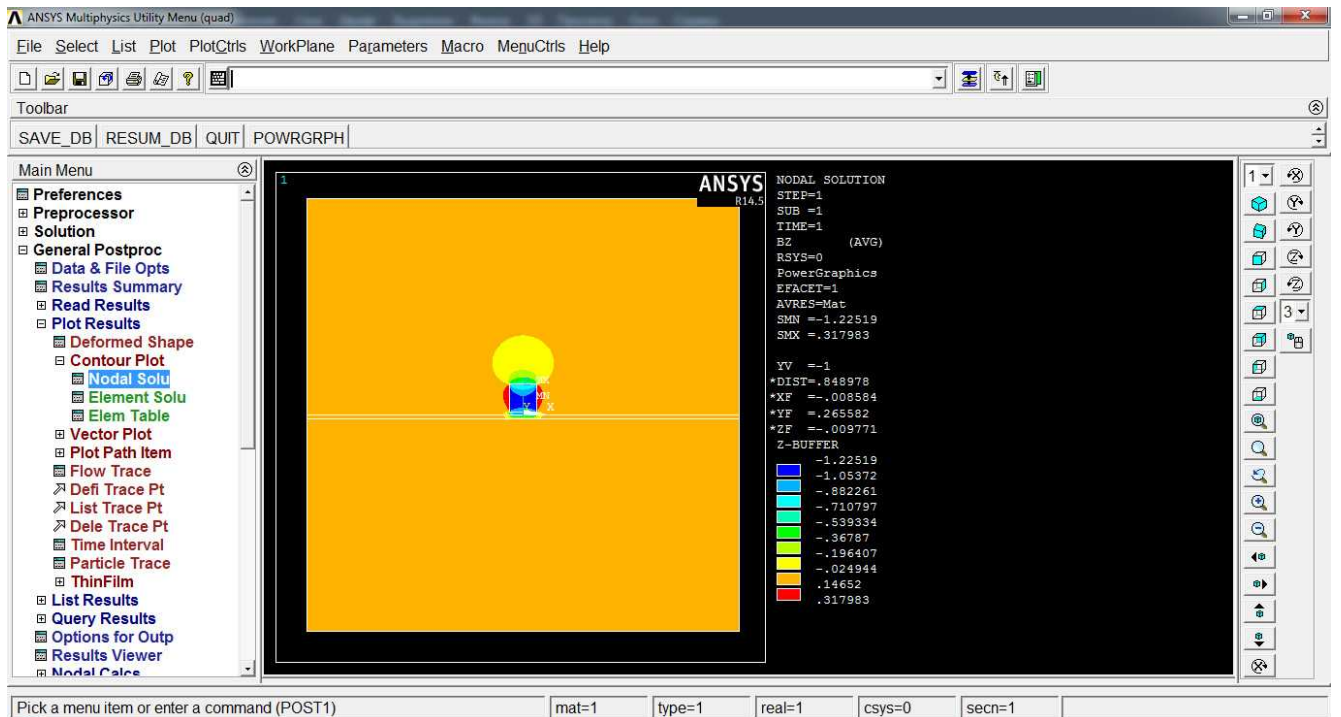 ANSYS Multiphysics Utility Menu (quad)
File Select List Plot PlotCtrls WorkPlane Parameters Macro MenuCtrls Help
Toolbar
SAVE_DB RESUM_DB QUIT POWRGRPH
Main Menu
Preferences
Preprocessor
Solution
General Postproc
Data & File Opts
Results Summary
Read Results
Plot Results
Deformed Shape
Contour Plot
Nodal Solu
Element Solu
Elem Table
Vector Plot
Plot Path Item
Flow Trace
Defi Trace Pt
List Trace Pt
Dele Trace Pt
Time Interval
Particle Trace
ThinFilm
List Results
Query Results
Options for Outp
Results Viewer
Nodal Calcs
1
ANSYS
R14.5
MX
MN
Y X
NODAL SOLUTION
STEP=1
SUB =1
TIME=1
BZ (AVG)
RSYS=0
PowerGraphics
EFACET=1
AVRES=Mat
SMN =-1.22519
SMX =.317983
YV =-1
*DIST=.848978
*XF =-.008584
*YF =.265582
*ZF =-.009771
Z-BUFFER
-1.22519
-1.05372
-.882261
-.710797
-.539334
-.36787
-.196407
-.024944
.14652
.317983
1
3
Pick a menu item or enter a command (POST1) mat=1 type=1 real=1 csys=0 secn=1